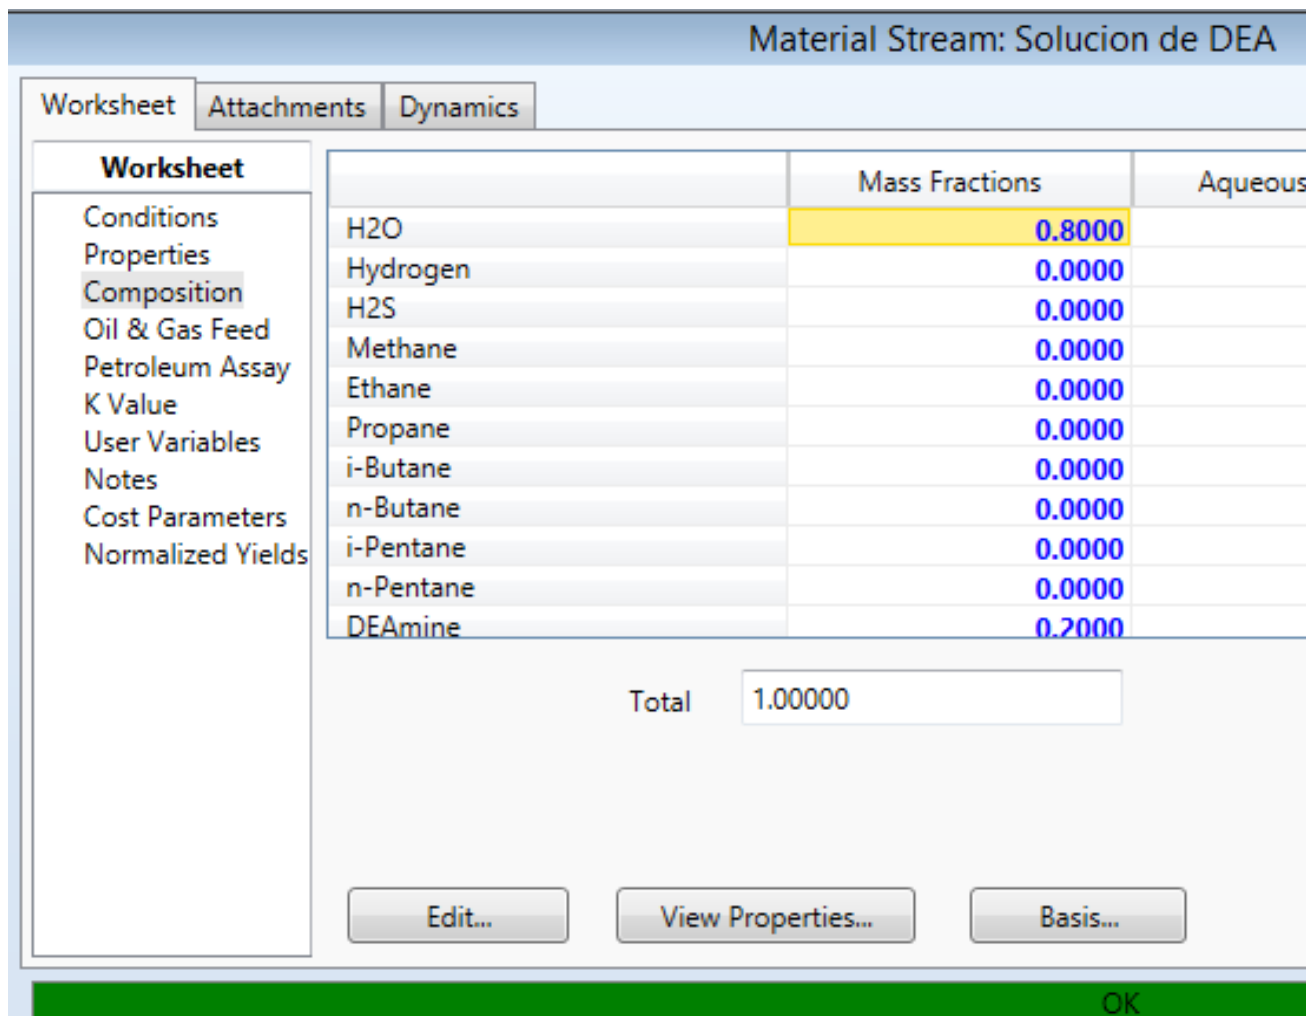 Material Stream: Solucion de DEA
Worksheet Attachments Dynamics
Worksheet
Conditions
Properties
Composition
Oil & Gas Feed
Petroleum Assay
K Value
User Variables
Notes
Cost Parameters
Normalized Yields
Mass Fractions Aqueous
H2O 0.8000
Hydrogen 0.0000
H2S 0.0000
Methane 0.0000
Ethane 0.0000
Propane 0.0000
i-Butane 0.0000
n-Butane 0.0000
i-Pentane 0.0000
n-Pentane 0.0000
DEAmine 0.2000
Total 1.00000
Edit... View Properties... Basis...
OK